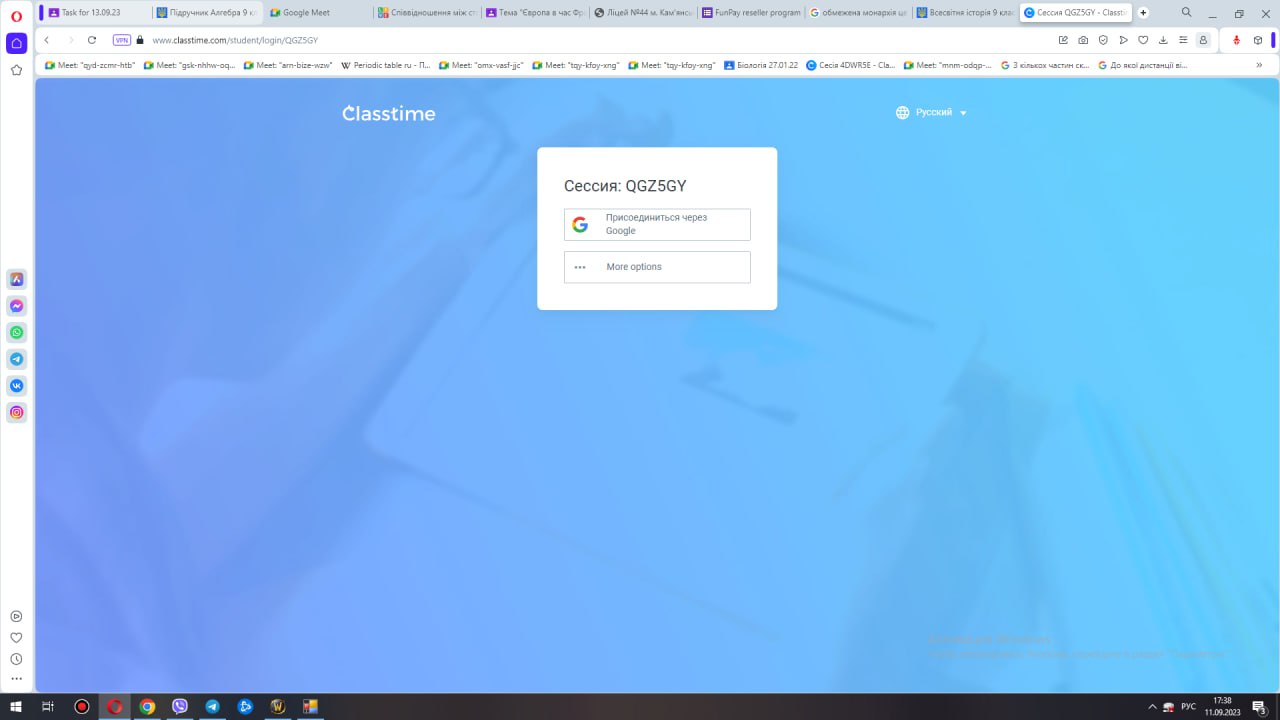 Task for 13.09.23
Підручник Алгебра 9 кл
Google Meet
Співвідношення між ст
Тема "Європа в час Фр
Ліцей №44 м. Кам'янсь
Funline reseller program
обмежена монархія це
Всесвітня історія 9 клас
Сессия QGZ5GY - Classti
VPN
www.classtime.com/student/login/QGZ5GY
Meet: "qyd-zcmr-htb"
Meet: "gsk-nhhw-oq...
Meet: "arn-bize-wzw"
Periodic table ru - П...
Meet: "omx-vasf-jjc"
Meet: "tqy-kfoy-xng"
Meet: "tqy-kfoy-xng"
Біологія 27.01.22
Сесія 4DWR5E - Cla...
Meet: "mnm-odqp-...
З кількох частин ск...
До якої дистанції ві...
Classtime
Русский
Сессия: QGZ5GY
Присоединиться через
Google
More options
РУС
17:38
11.09.2023
3